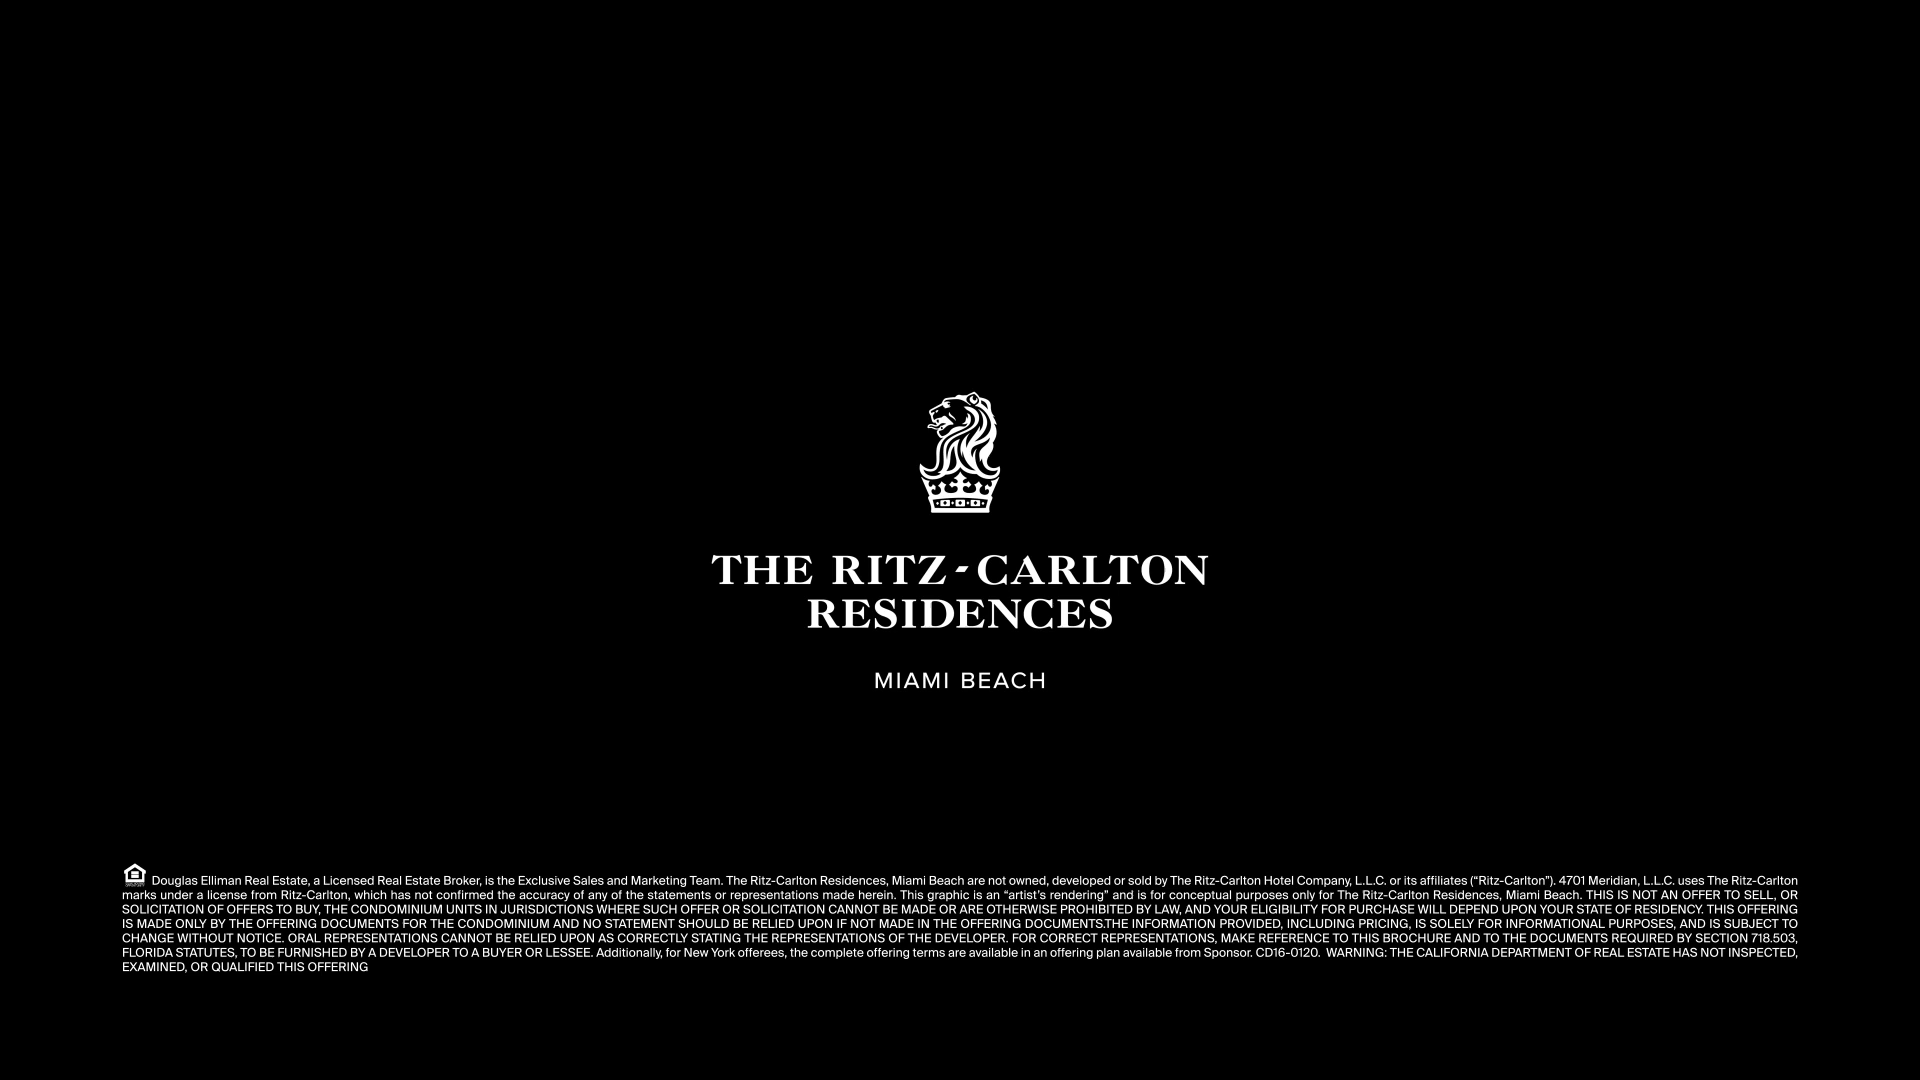 THE RITZ-CARLTON
RESIDENCES
MIAMI BEACH
Douglas Elliman Real Estate, a Licensed Real Estate Broker, is the Exclusive Sales and Marketing Team. The Ritz-Carlton Residences, Miami Beach are not owned, developed or sold by The Ritz-Carlton Hotel Company, L.L.C. or its affiliates (“Ritz-Carlton”). 4701 Meridian, L.L.C. uses The Ritz-Carlton
marks under a license from Ritz-Carlton, which has not confirmed the accuracy of any of the statements or representations made herein. This graphic is an “artist’s rendering” and is for conceptual purposes only for The Ritz-Carlton Residences, Miami Beach. THIS IS NOT AN OFFER TO SELL, OR
SOLICITATION OF OFFERS TO BUY, THE CONDOMINIUM UNITS IN JURISDICTIONS WHERE SUCH OFFER OR SOLICITATION CANNOT BE MADE OR ARE OTHERWISE PROHIBITED BY LAW, AND YOUR ELIGIBILITY FOR PURCHASE WILL DEPEND UPON YOUR STATE OF RESIDENCY. THIS OFFERING
IS MADE ONLY BY THE OFFERING DOCUMENTS FOR THE CONDOMINIUM AND NO STATEMENT SHOULD BE RELIED UPON IF NOT MADE IN THE OFFERING DOCUMENTS.THE INFORMATION PROVIDED, INCLUDING PRICING, IS SOLELY FOR INFORMATIONAL PURPOSES, AND IS SUBJECT TO
CHANGE WITHOUT NOTICE. ORAL REPRESENTATIONS CANNOT BE RELIED UPON AS CORRECTLY STATING THE REPRESENTATIONS OF THE DEVELOPER. FOR CORRECT REPRESENTATIONS, MAKE REFERENCE TO THIS BROCHURE AND TO THE DOCUMENTS REQUIRED BY SECTION 718.503,
FLORIDA STATUTES, TO BE FURNISHED BY A DEVELOPER TO A BUYER OR LESSEE. Additionally, for New York offerees, the complete offering terms are available in an offering plan available from Sponsor. CD16-0120. WARNING: THE CALIFORNIA DEPARTMENT OF REAL ESTATE HAS NOT INSPECTED,
EXAMINED, OR QUALIFIED THIS OFFERING